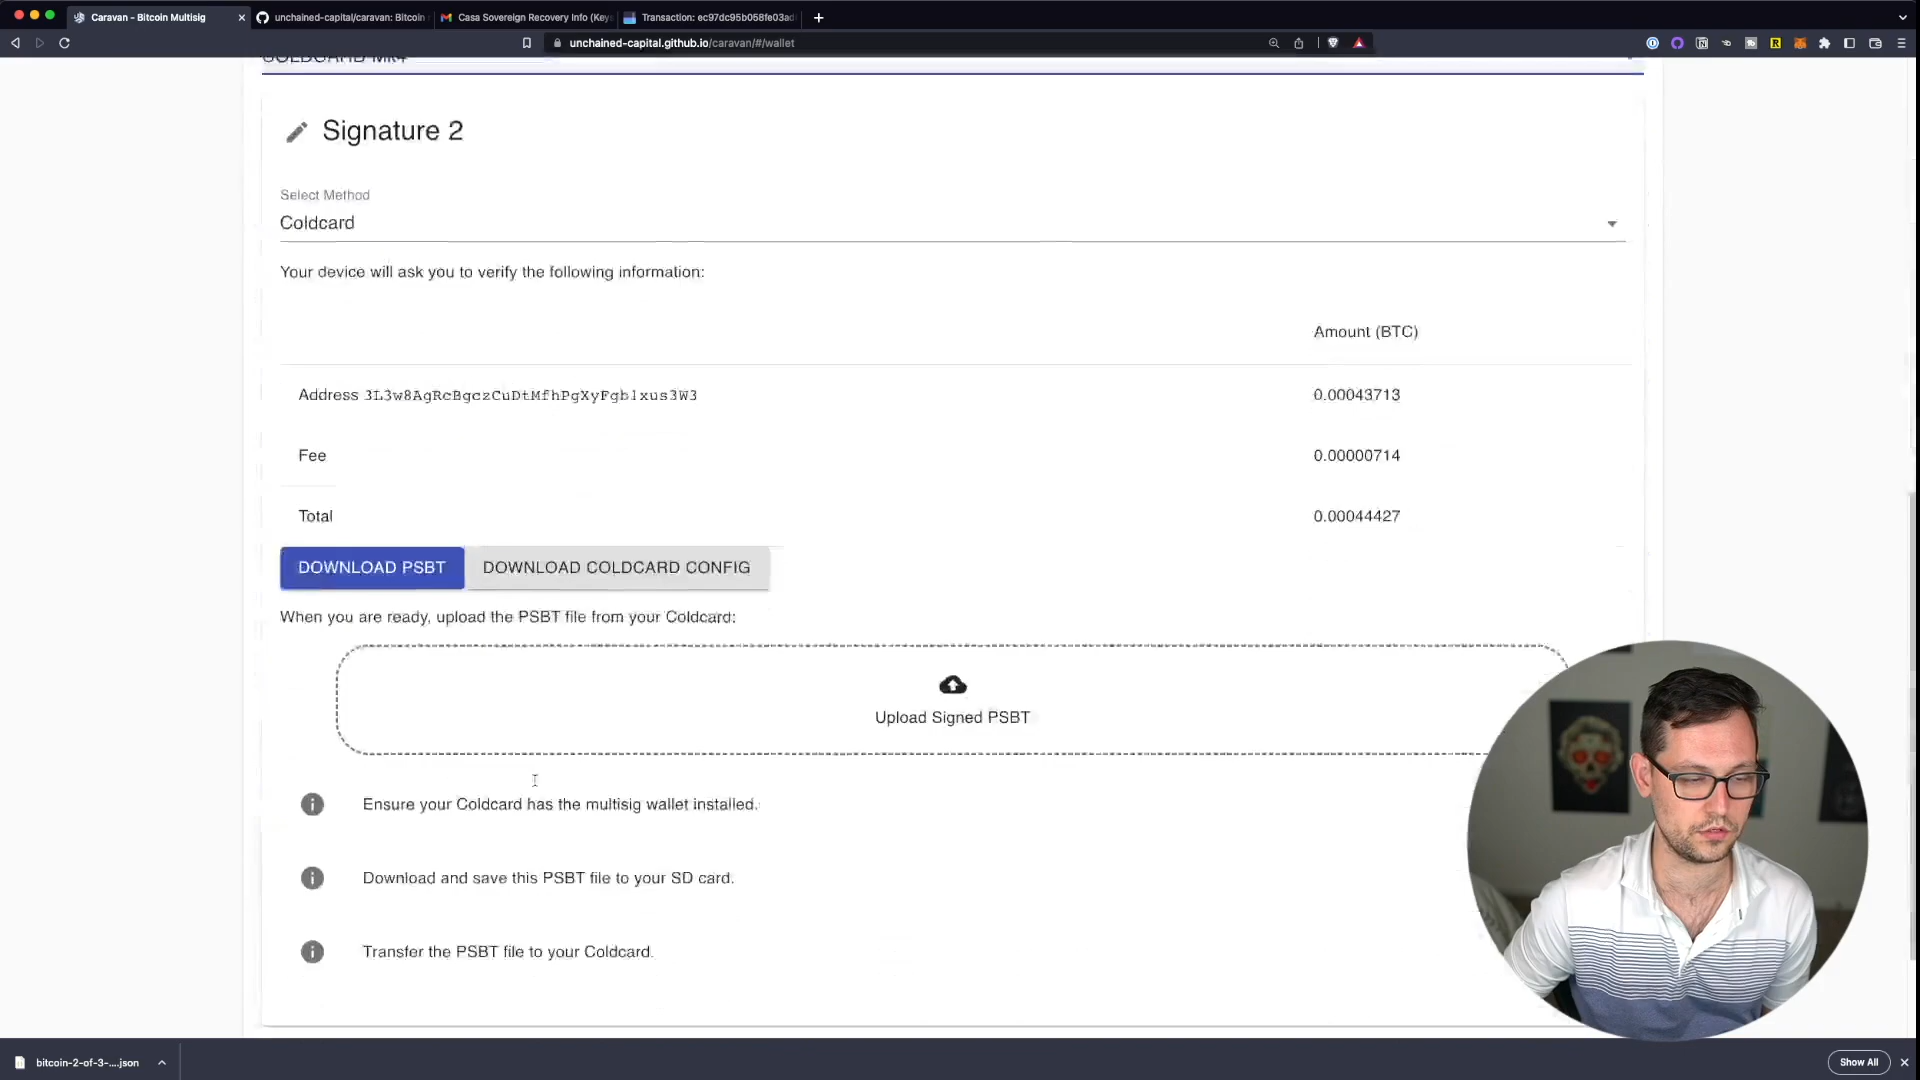 Caravan - Bitcoin Multisig
unchained-capital/caravan: Bitcoin
Casa Sovereign Recovery Info (Key
Transaction: ec97dc95b058fe03ad
unchained-capital.github.io/caravan/#/wallet
COLDCARD Mk4
Signature 2
Select Method
Coldcard
Your device will ask you to verify the following information:
Amount (BTC)
Address 3L3w8AgRcBgczCuDtMfhPgXyFgb1xus3W3 0.00043713
Fee 0.00000714
Total 0.00044427
DOWNLOAD PSBT DOWNLOAD COLDCARD CONFIG
When you are ready, upload the PSBT file from your Coldcard:
Upload Signed PSBT
Ensure your Coldcard has the multisig wallet installed.
Download and save this PSBT file to your SD card.
Transfer the PSBT file to your Coldcard.
bitcoin-2-of-3-....json
Show All